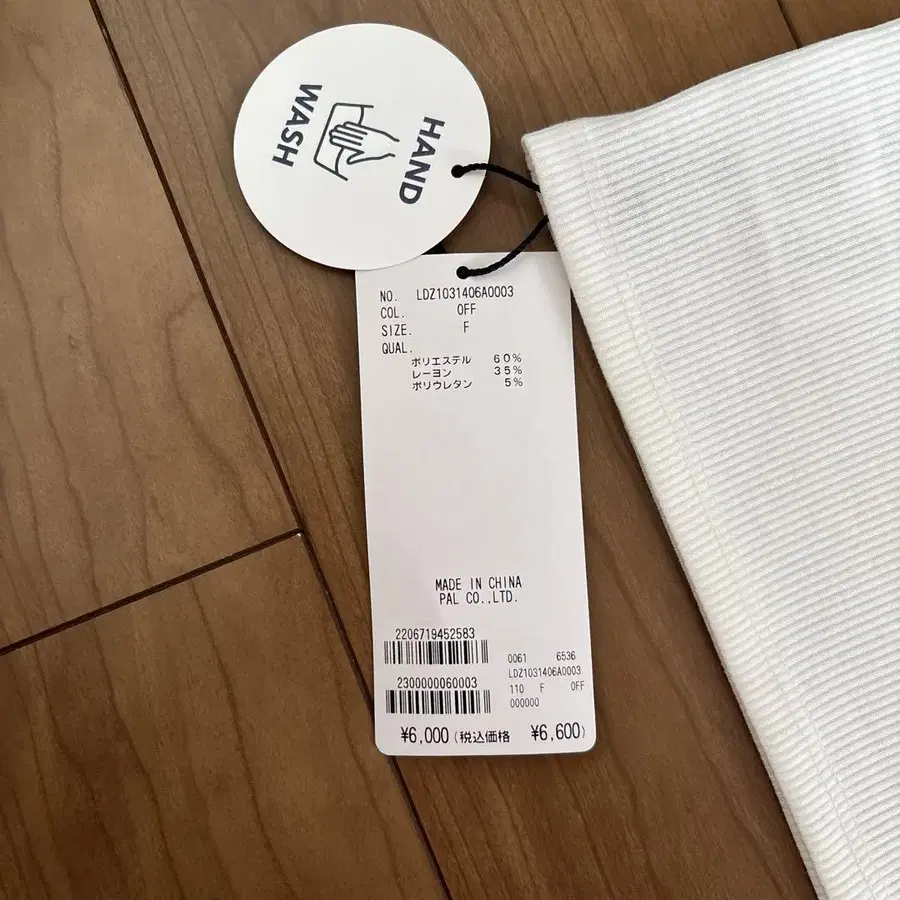 HAND
WASH
NO. LDZ1031406A0003
COL. OFF
SIZE. F
QUAL.
ポリエステル 60%
レーヨン 35%
ポリウレタン 5%
MADE IN CHINA
PAL CO.,LTD.
2206719452583
2300000060003
0061 6536
LDZ1031406A0003
110 F OFF
000000
¥6,000 (税込価格 ¥6,600)